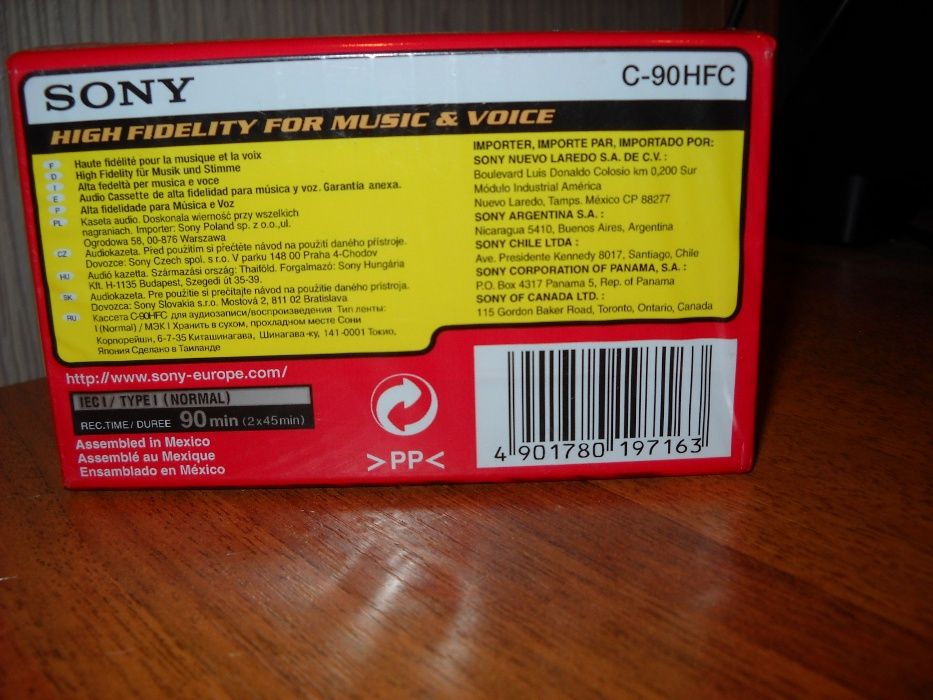 SONY
C-90HFC
HIGH FIDELITY FOR MUSIC & VOICE
F Haute fidélité pour la musique et la voix
D High Fidelity für Musik und Stimme
I Alta fedeltà per musica e voce
E Audio Cassette de alta fidelidad para música y voz. Garantía anexa.
P Alta fidelidade para Música e Voz
PL Kaseta audio. Doskonala wierność przy wszelkich
nagraniach. Importer: Sony Poland sp. z o.o.,ul.
Ogrodowa 58, 00-876 Warszawa
CZ Audiokazeta. Před použitím si přečtěte návod na použití daného přístroje.
Dovozce: Sony Czech spol. s r.o. V parku 148 00 Praha 4-Chodov
HU Audió kazetta. Származási ország: Thaiföld. Forgalmazó: Sony Hungária
Kft. H-1135 Budapest, Szegedi út 35-39.
SK Audiokazeta. Pre použitie si prečítajte návod na použitie daného prístroja.
Dovozca: Sony Slovakia s.r.o. Mostová 2, 811 02 Bratislava
RU Кассета C-90HFC для аудиозаписи/воспроизведения Тип ленты:
I (Normal) / МЭК I Хранить в сухом, прохладном месте Сони
Корпорейшн, 6-7-35 Киташинагава, Шинагава-ку, 141-0001 Токио,
Япония Сделано в Таиланде
IMPORTER, IMPORTE PAR, IMPORTADO POR:
SONY NUEVO LAREDO S.A. DE C.V. :
Boulevard Luis Donaldo Colosio km 0,200 Sur
Módulo Industrial América
Nuevo Laredo, Tamps. México CP 88277
SONY ARGENTINA S.A. :
Nicaragua 5410, Buenos Aires, Argentina
SONY CHILE LTDA :
Ave. Presidente Kennedy 8017, Santiago, Chile
SONY CORPORATION OF PANAMA, S.A. :
P.O. Box 4317 Panama 5, Rep. of Panama
SONY OF CANADA LTD. :
115 Gordon Baker Road, Toronto, Ontario, Canada
http://www.sony-europe.com/
IEC I / TYPE I (NORMAL)
REC.TIME / DUREE 90 min (2 x 45 min)
Assembled in Mexico
Assemblé au Mexique
Ensamblado en México
>PP<
4 901780 197163